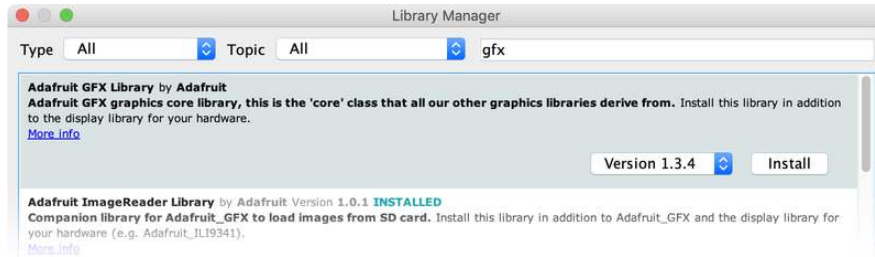 Library Manager
Type All Topic All gfx
Adafruit GFX Library by Adafruit
Adafruit GFX graphics core library, this is the 'core' class that all our other graphics libraries derive from. Install this library in addition
to the display library for your hardware.
More info
Version 1.3.4 Install
Adafruit ImageReader Library by Adafruit Version 1.0.1 INSTALLED
Companion library for Adafruit_GFX to load images from SD card. Install this library in addition to Adafruit_GFX and the display library for
your hardware (e.g. Adafruit_ILI9341).
More info